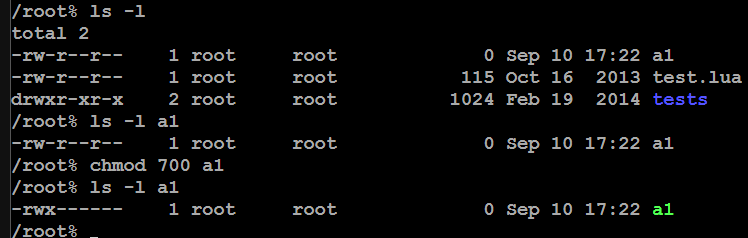 /root% ls -l
total 2
-rw-r--r-- 1 root root 0 Sep 10 17:22 a1
-rw-r--r-- 1 root root 115 Oct 16 2013 test.lua
drwxr-xr-x 2 root root 1024 Feb 19 2014 tests
/root% ls -l a1
-rw-r--r-- 1 root root 0 Sep 10 17:22 a1
/root% chmod 700 a1
/root% ls -l a1
-rwx------ 1 root root 0 Sep 10 17:22 a1
/root% _